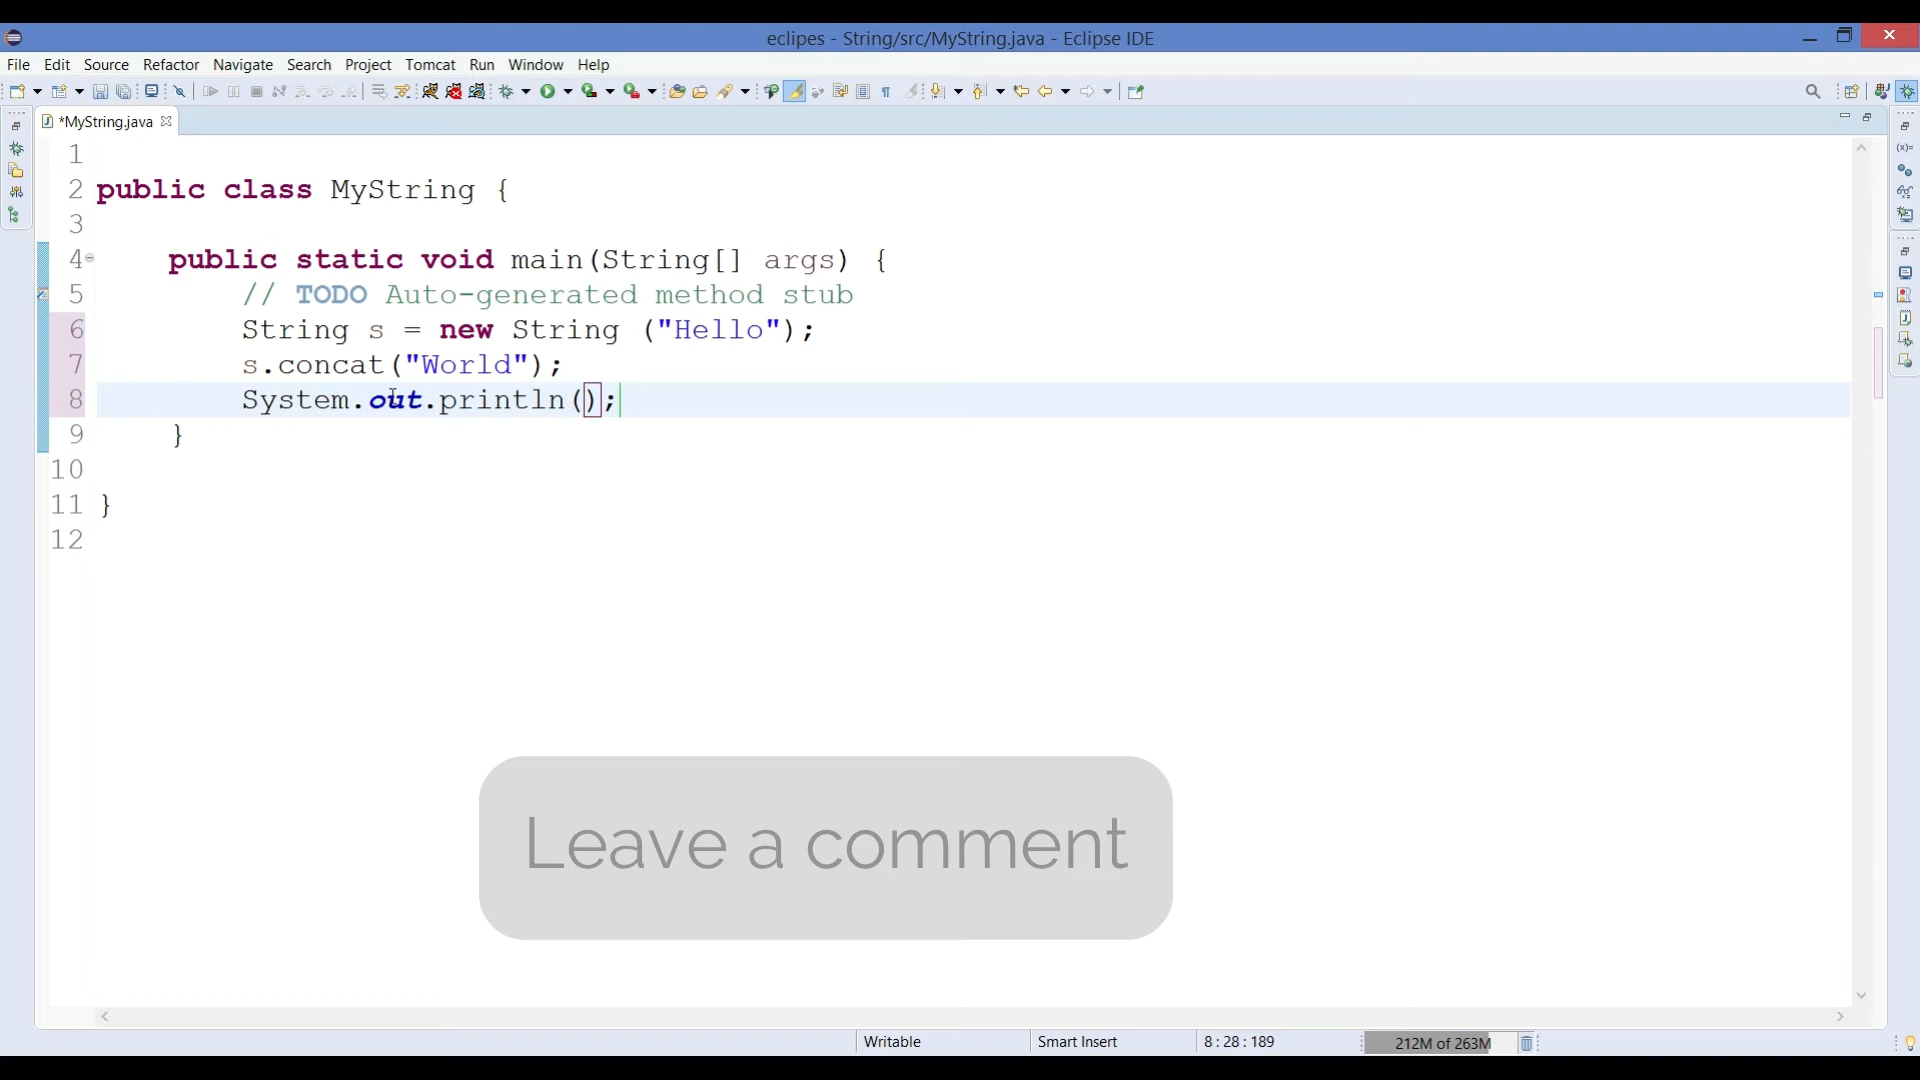 eclipes - String/src/MyString.java - Eclipse IDE
File Edit Source Refactor Navigate Search Project Tomcat Run Window Help
*MyString.java
1
2 public class MyString {
3
4 public static void main(String[] args) {
5 // TODO Auto-generated method stub
6 String s = new String ("Hello");
7 s.concat("World");
8 System.out.println();
9 }
10
11 }
12
Leave a comment
Writable Smart Insert 8 : 28 : 189 212M of 263M